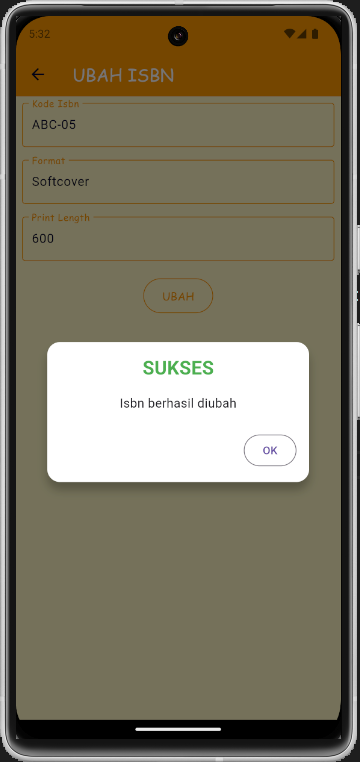 5:32
UBAH ISBN
Kode Isbn
ABC-05
Format
Softcover
Print Length
600
UBAH
SUKSES
Isbn berhasil diubah
OK